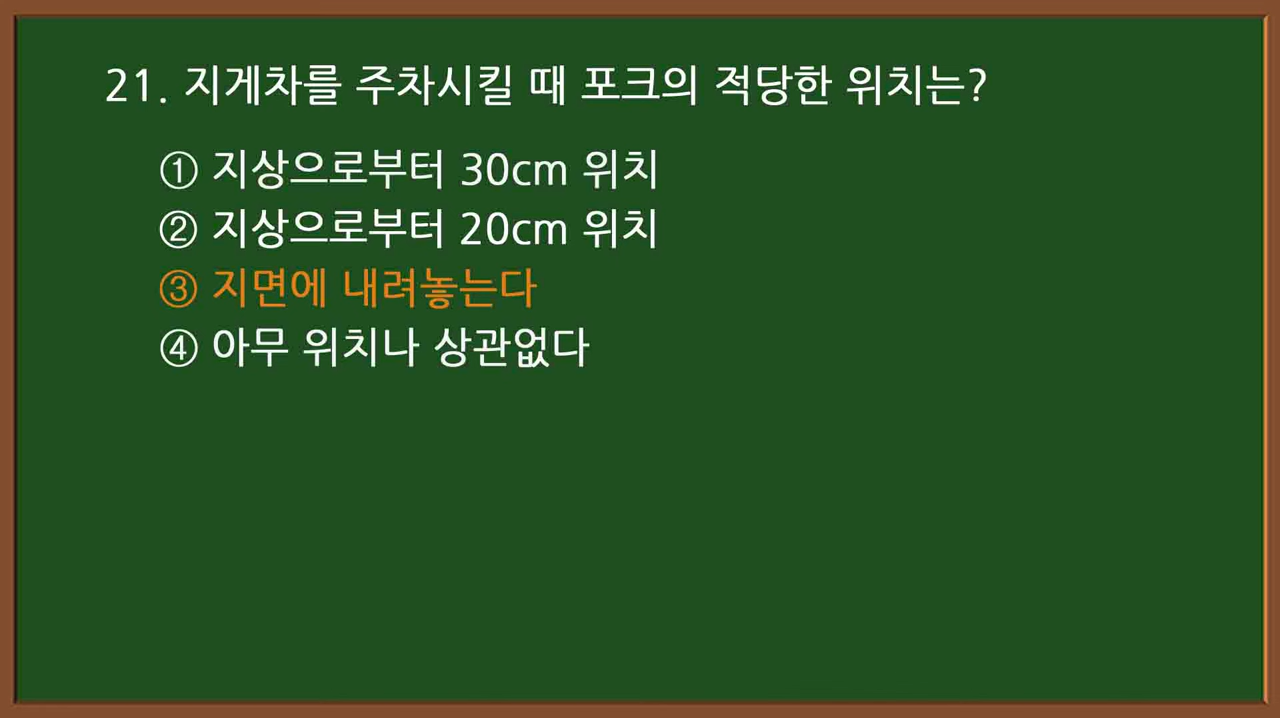 21. 지게차를 주차시킬 때 포크의 적당한 위치는?
① 지상으로부터 30cm 위치
② 지상으로부터 20cm 위치
③ 지면에 내려놓는다
④ 아무 위치나 상관없다